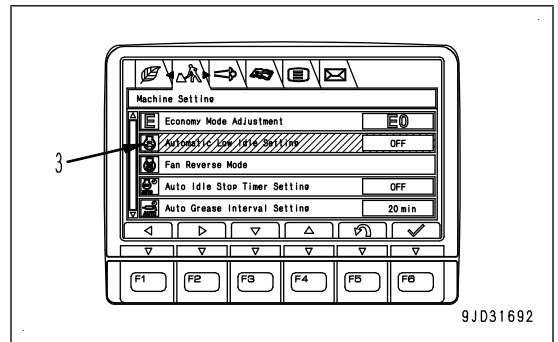 Machine Setting
E Economy Mode Adjustment E0
Automatic Low Idle Setting OFF
3
Fan Reverse Mode
Auto Idle Stop Timer Setting OFF
AUTO Auto Grease Interval Setting 20 min
F1 F2 F3 F4 F5 F6
9JD31692